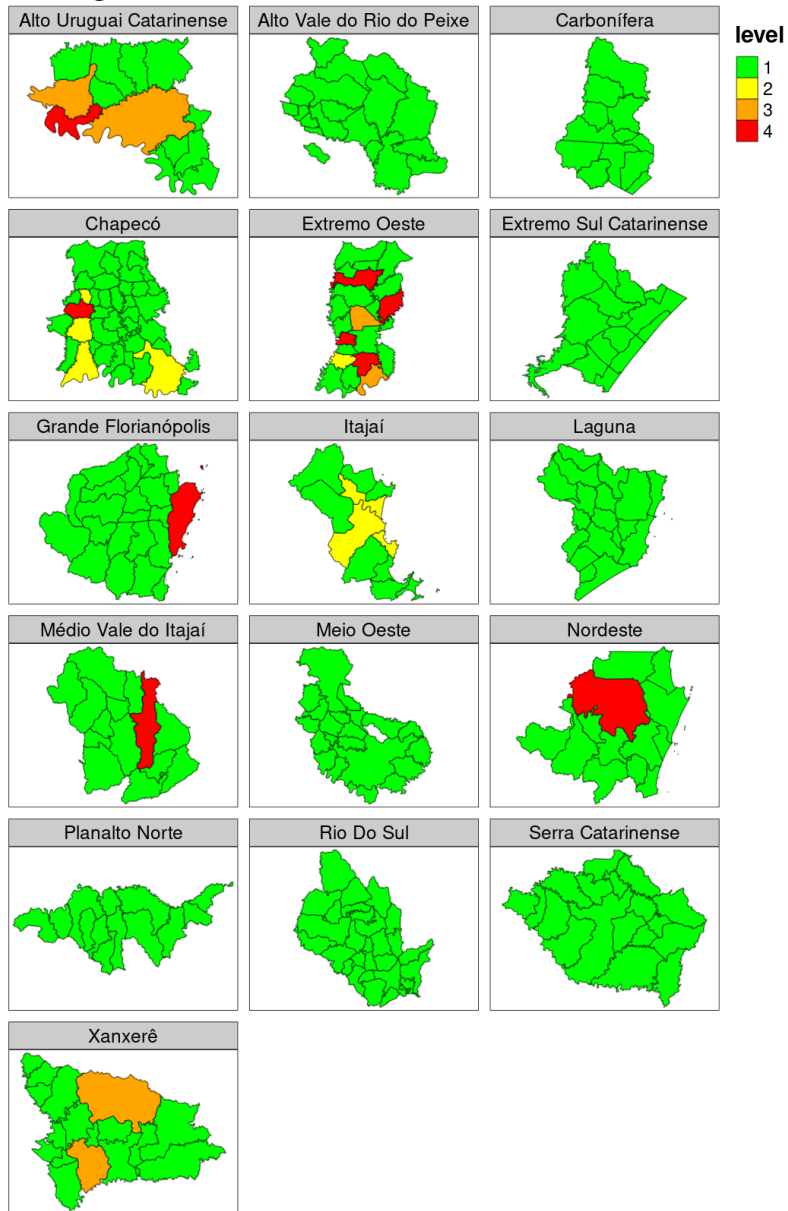 Alto Uruguai Catarinense
Alto Vale do Rio do Peixe
Carbonífera
level
1
2
3
4
Chapecó
Extremo Oeste
Extremo Sul Catarinense
Grande Florianópolis
Itajaí
Laguna
Médio Vale do Itajaí
Meio Oeste
Nordeste
Planalto Norte
Rio Do Sul
Serra Catarinense
Xanxerê